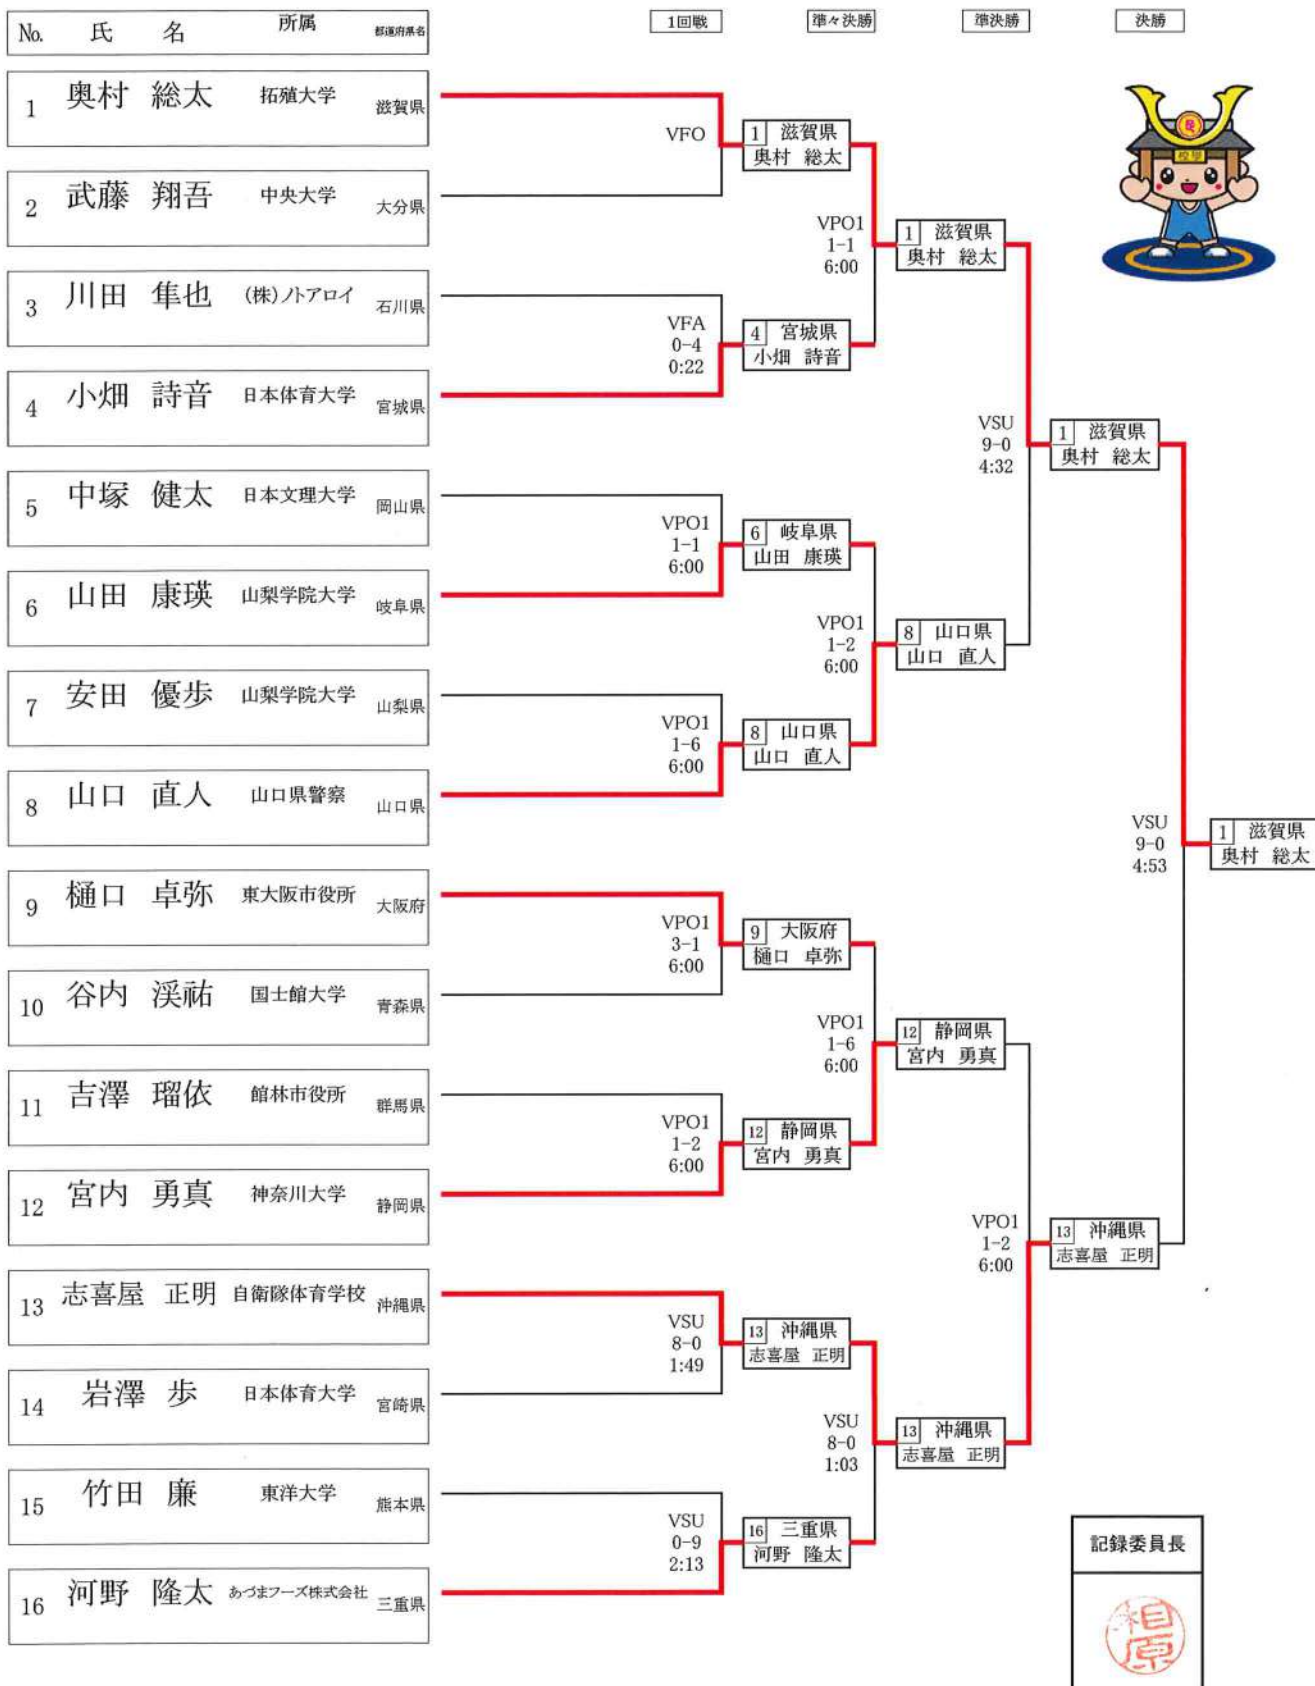 No. 氏 名 所属 都道府県名 1回戦 準々決勝 準決勝 決勝
1 奥村 総太 拓殖大学 滋賀県
2 武藤 翔吾 中央大学 大分県
3 川田 隼也 (株)ノトアロイ 石川県
4 小畑 詩音 日本体育大学 宮城県
5 中塚 健太 日本文理大学 岡山県
6 山田 康瑛 山梨学院大学 岐阜県
7 安田 優歩 山梨学院大学 山梨県
8 山口 直人 山口県警察 山口県
9 樋口 卓弥 東大阪市役所 大阪府
10 谷内 渓祐 国士館大学 青森県
11 吉澤 瑠依 館林市役所 群馬県
12 宮内 勇真 神奈川大学 静岡県
13 志喜屋 正明 自衛隊体育学校 沖縄県
14 岩澤 歩 日本体育大学 宮崎県
15 竹田 廉 東洋大学 熊本県
16 河野 隆太 あづまフーズ株式会社 三重県
VFO
VFA
0-4
0:22
VPO1
1-1
6:00
VPO1
1-6
6:00
VPO1
3-1
6:00
VPO1
1-2
6:00
VSU
8-0
1:49
VSU
0-9
2:13
1 滋賀県
奥村 総太
4 宮城県
小畑 詩音
6 岐阜県
山田 康瑛
8 山口県
山口 直人
9 大阪府
樋口 卓弥
12 静岡県
宮内 勇真
13 沖縄県
志喜屋 正明
16 三重県
河野 隆太
VPO1
1-1
6:00
VPO1
1-2
6:00
VPO1
1-6
6:00
VSU
8-0
1:03
1 滋賀県
奥村 総太
8 山口県
山口 直人
12 静岡県
宮内 勇真
13 沖縄県
志喜屋 正明
VSU
9-0
4:32
VPO1
1-2
6:00
1 滋賀県
奥村 総太
13 沖縄県
志喜屋 正明
VSU
9-0
4:53
1 滋賀県
奥村 総太
記録委員長
相
原